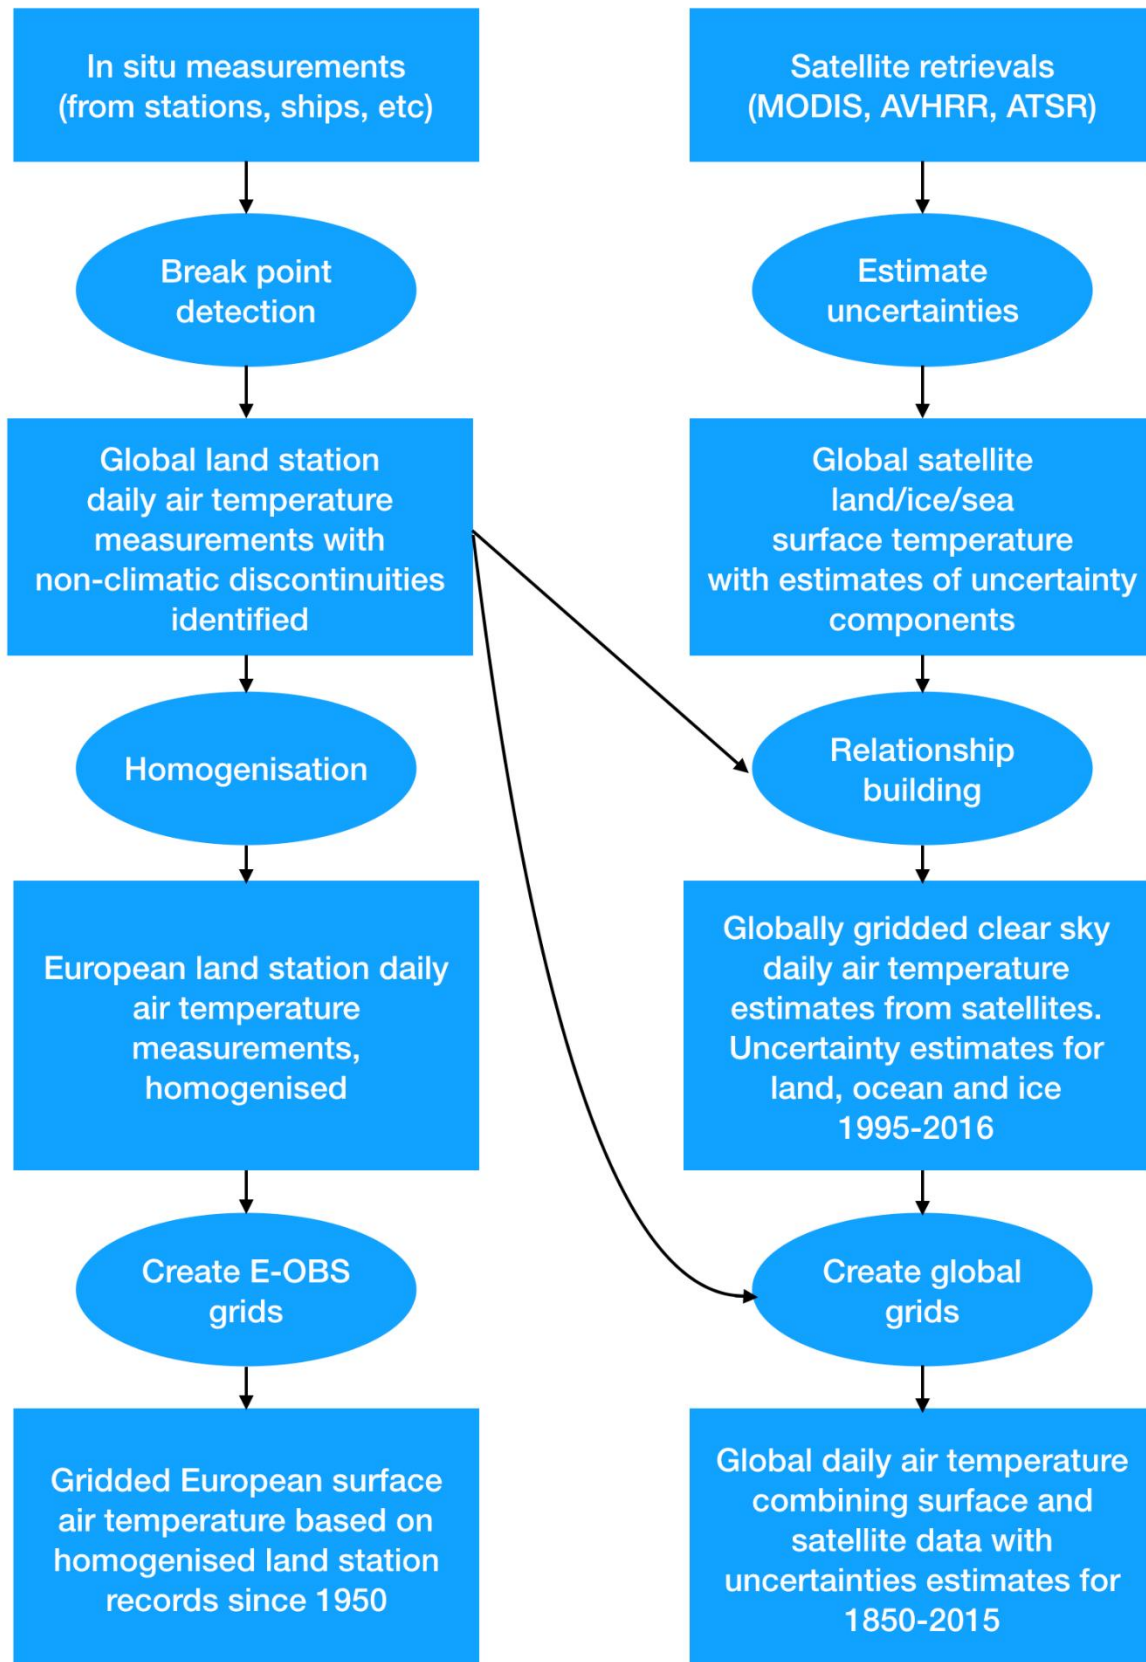 In situ measurements
(from stations, ships, etc)
Break point
detection
Global land station
daily air temperature
measurements with
non-climatic discontinuities
identified
Homogenisation
European land station daily
air temperature
measurements,
homogenised
Create E-OBS
grids
Gridded European surface
air temperature based on
homogenised land station
records since 1950
Satellite retrievals
(MODIS, AVHRR, ATSR)
Estimate
uncertainties
Global satellite
land/ice/sea
surface temperature
with estimates of uncertainty
components
Relationship
building
Globally gridded clear sky
daily air temperature
estimates from satellites.
Uncertainty estimates for
land, ocean and ice
1995-2016
Create global
grids
Global daily air temperature
combining surface and
satellite data with
uncertainties estimates for
1850-2015